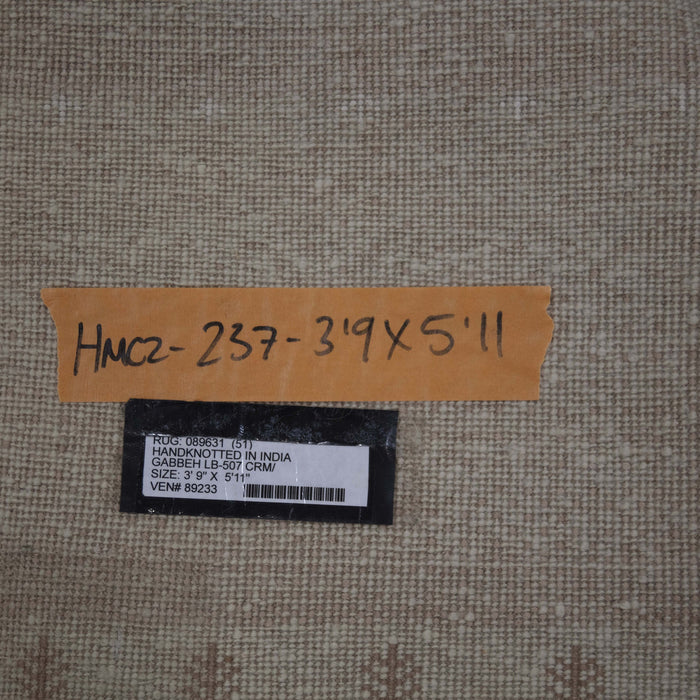 HMCZ-237-3'9X5'11
RUG: 089631 (51)
HANDKNOTTED IN INDIA
GABBEH LB-507 CRM/
SIZE: 3' 9" X 5'11"
VEN# 89233